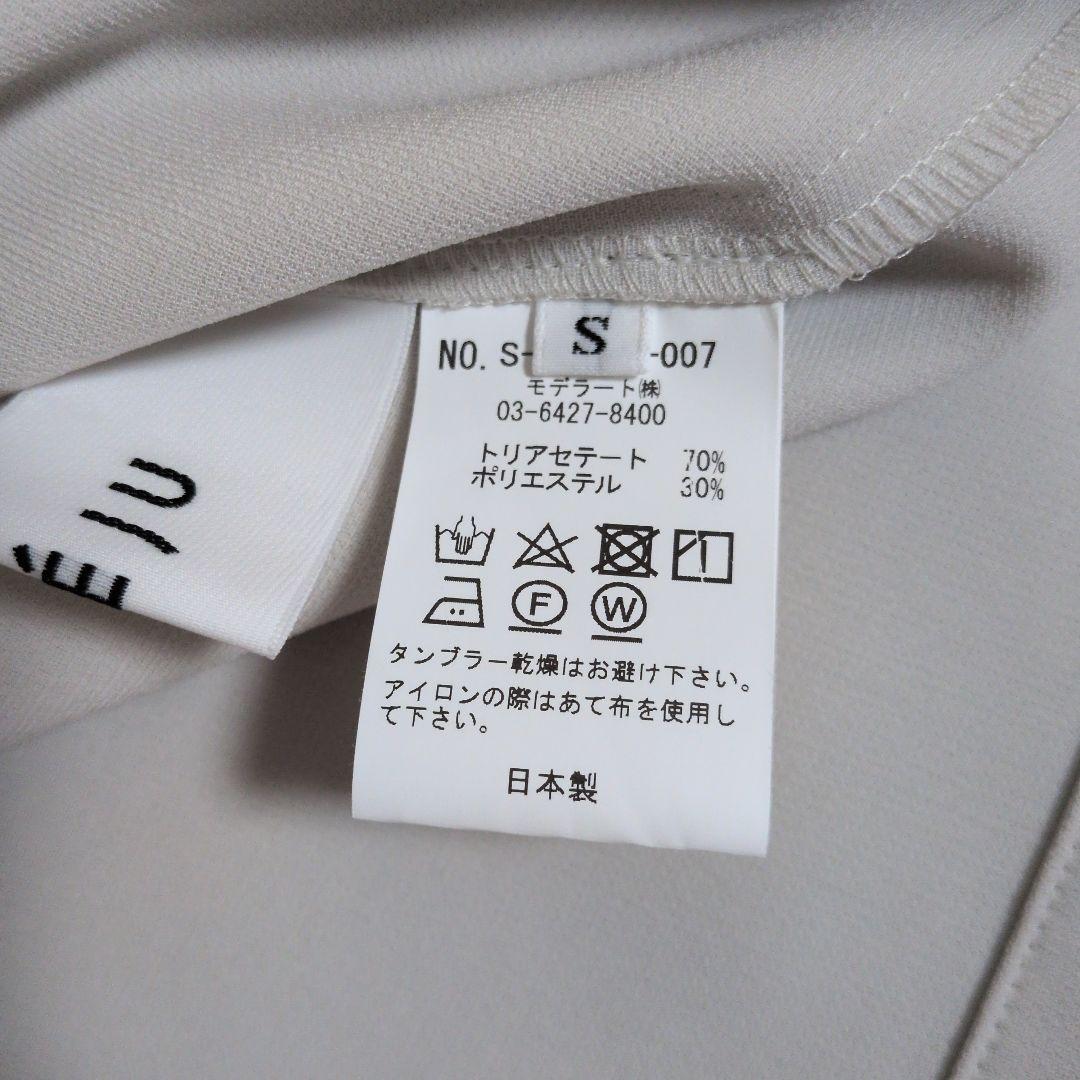 S
NO. S- -007
モデラート㈱
03-6427-8400
トリアセテート 70%
ポリエステル 30%
F W
タンブラー乾燥はお避け下さい。
アイロンの際はあて布を使用し
て下さい。
日本製